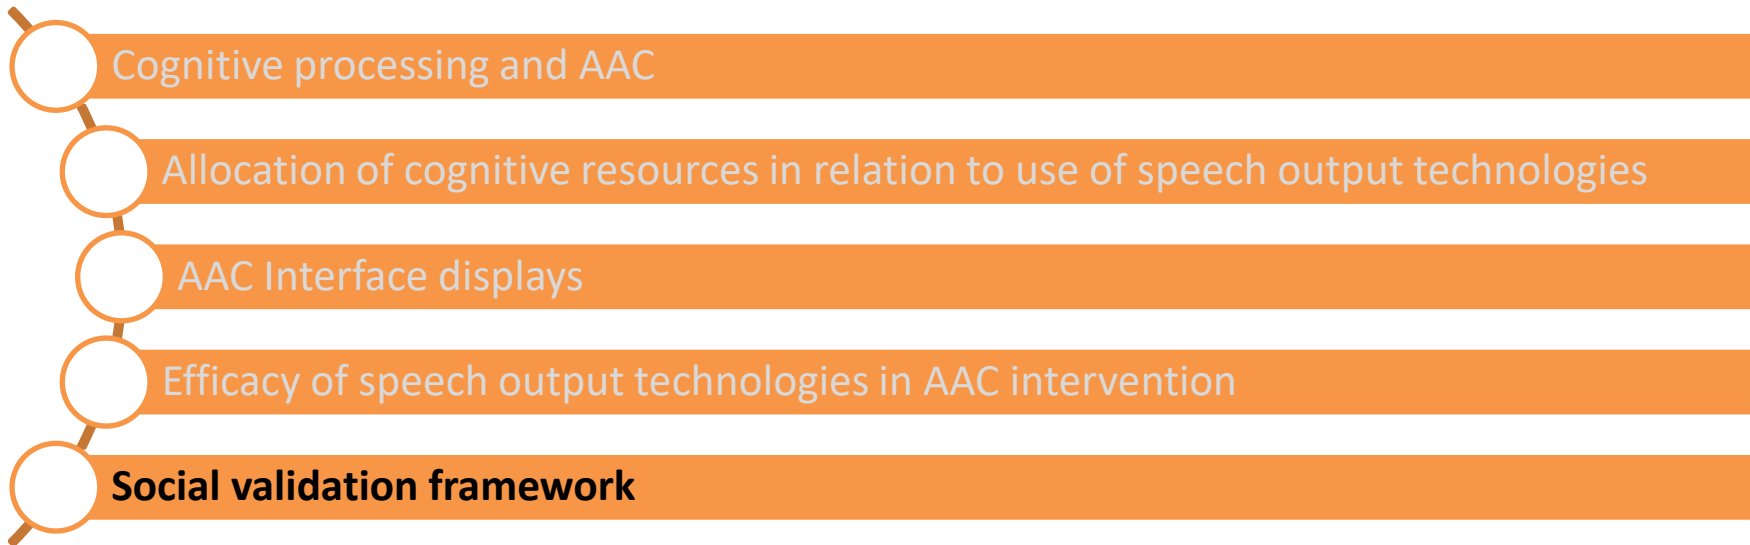 Cognitive processing and AAC
Allocation of cognitive resources in relation to use of speech output technologies
AAC Interface displays
Efficacy of speech output technologies in AAC intervention
Social validation framework